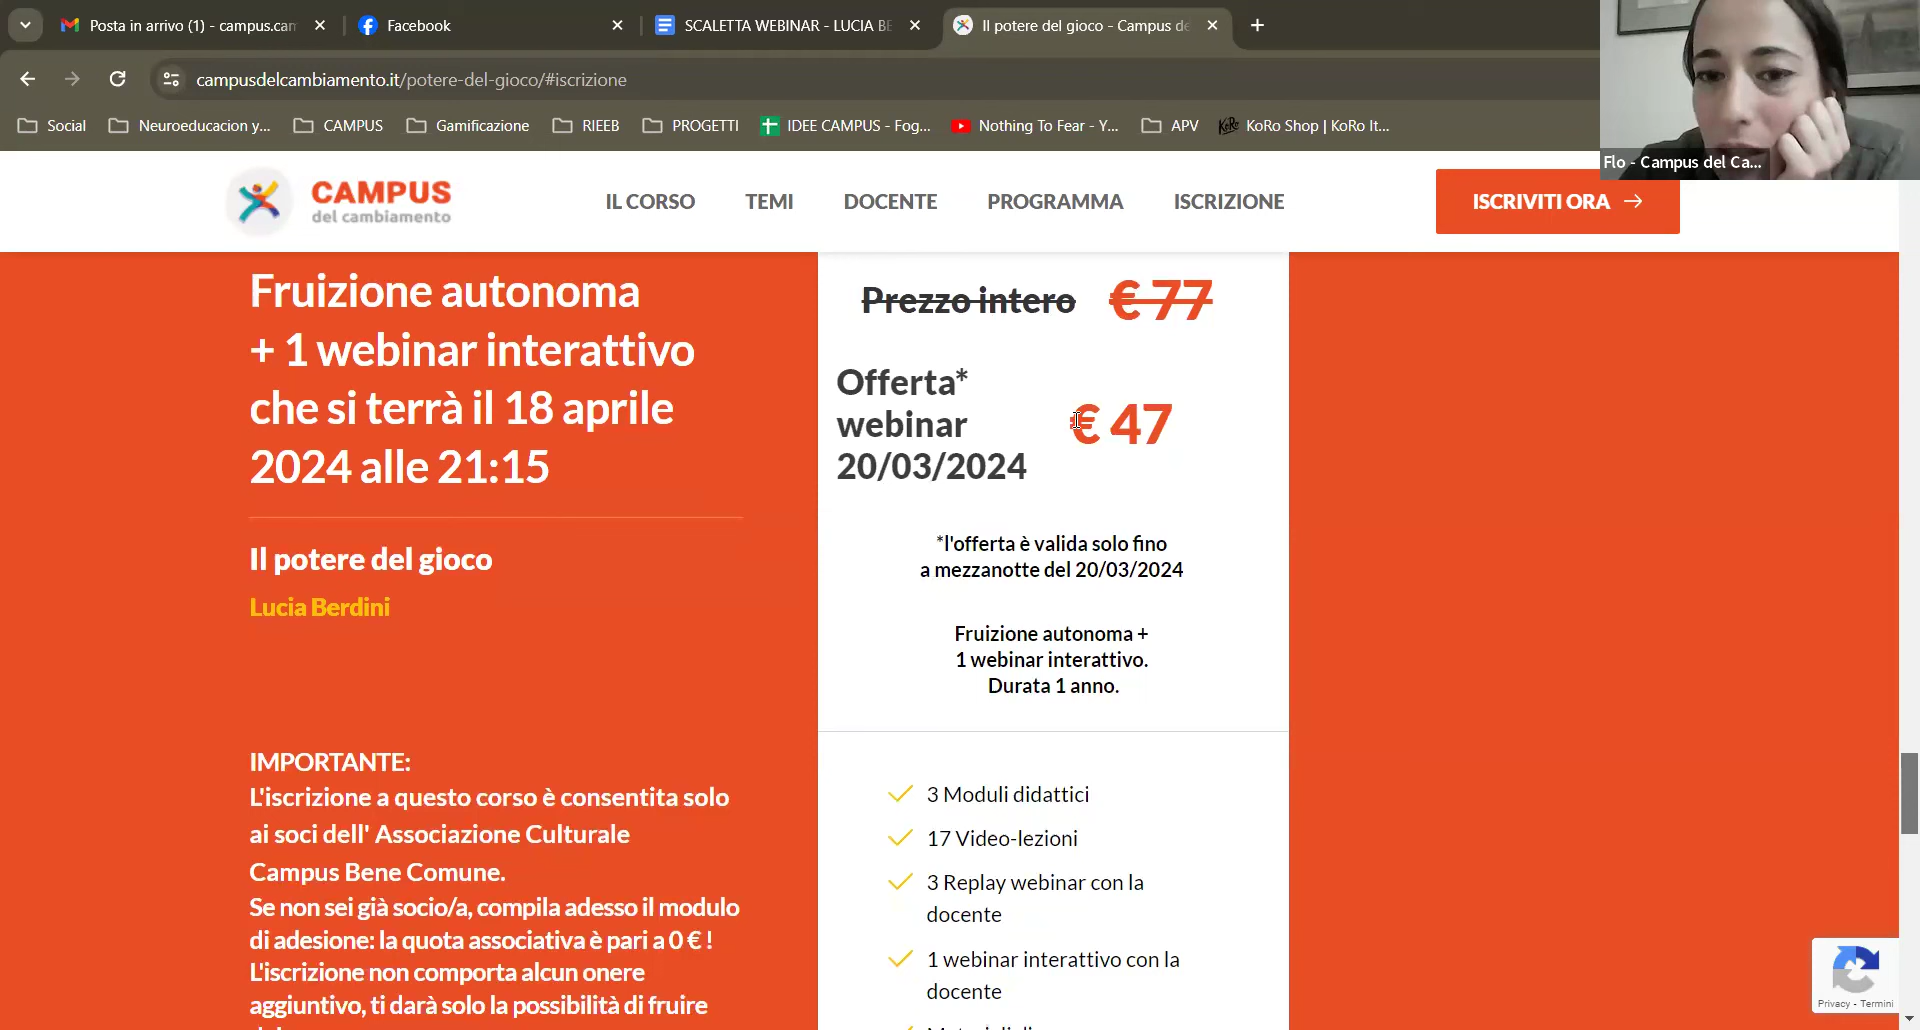 Posta in arrivo (1) - campus.can
Facebook
SCALETTA WEBINAR - LUCIA BE
Il potere del gioco - Campus de
campusdelcambiamento.it/potere-del-gioco/#iscrizione
Social
Neuroeducacion y...
CAMPUS
Gamificazione
RIEEB
PROGETTI
IDEE CAMPUS - Fog...
Nothing To Fear - Y...
APV
KoRo Shop | KoRo It...
Flo - Campus del Ca...
CAMPUS
del cambiamento
IL CORSO
TEMI
DOCENTE
PROGRAMMA
ISCRIZIONE
ISCRIVITI ORA
Fruizione autonoma
+ 1 webinar interattivo
che si terrà il 18 aprile
2024 alle 21:15
Il potere del gioco
Lucia Berdini
IMPORTANTE:
L'iscrizione a questo corso è consentita solo
ai soci dell' Associazione Culturale
Campus Bene Comune.
Se non sei già socio/a, compila adesso il modulo
di adesione: la quota associativa è pari a 0 € !
L'iscrizione non comporta alcun onere
aggiuntivo, ti darà solo la possibilità di fruire
Prezzo intero € 77
Offerta*
webinar
20/03/2024
€ 47
*l'offerta è valida solo fino
a mezzanotte del 20/03/2024
Fruizione autonoma +
1 webinar interattivo.
Durata 1 anno.
3 Moduli didattici
17 Video-lezioni
3 Replay webinar con la
docente
1 webinar interattivo con la
docente
Privacy - Termini